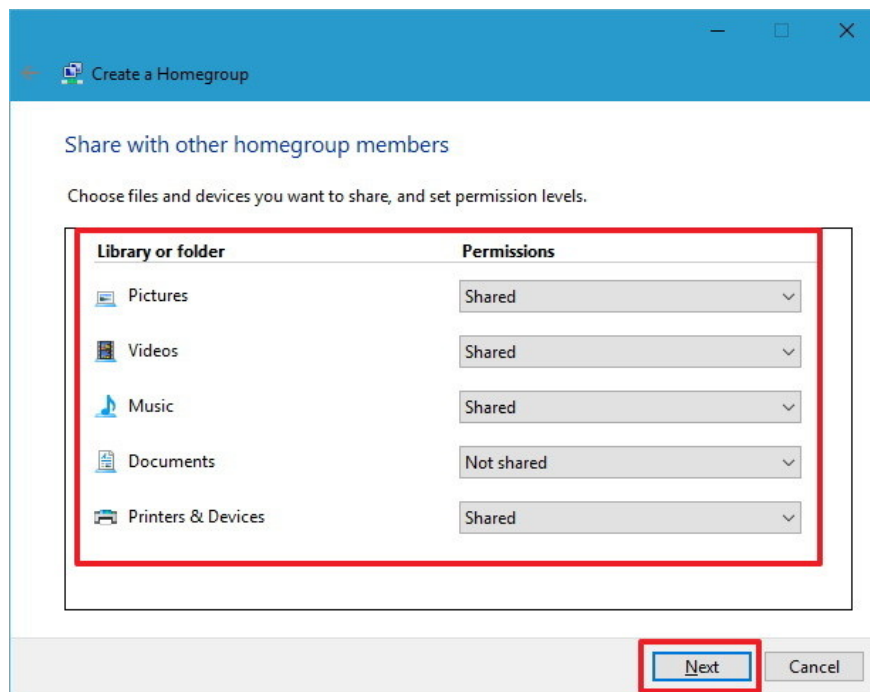 Create a Homegroup
Share with other homegroup members
Choose files and devices you want to share, and set permission levels.
Library or folder Permissions
Pictures Shared
Videos Shared
Music Shared
Documents Not shared
Printers & Devices Shared
Next Cancel